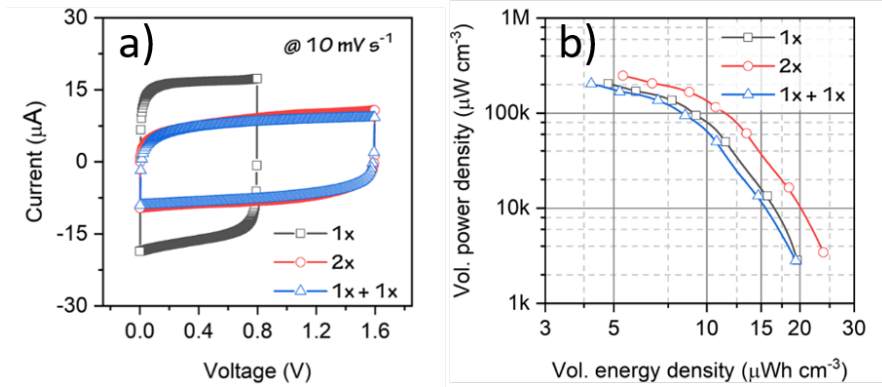 a)
@ 10 mV s⁻¹
30
15
0
-15
-30
Current (μA)
1x
2x
1x + 1x
0.0 0.4 0.8 1.2 1.6
Voltage (V)
b)
1M
100k
10k
1k
Vol. power density (μW cm⁻³)
1x
2x
1x + 1x
3 5 10 15 20 30
Vol. energy density (μWh cm⁻³)